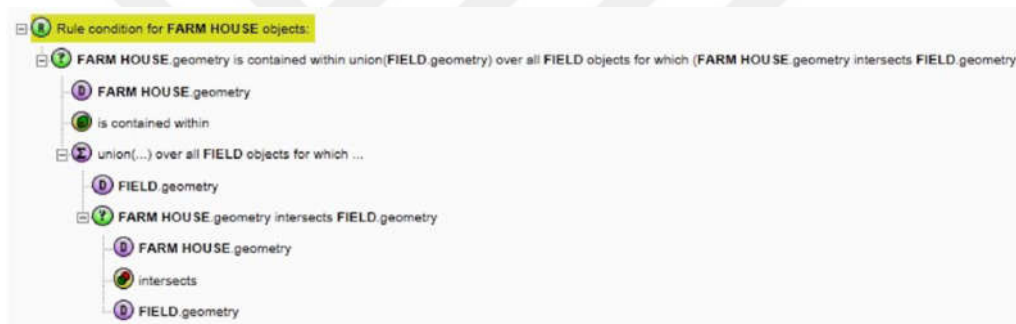 R Rule condition for FARM HOUSE objects:
? FARM HOUSE.geometry is contained within union(FIELD.geometry) over all FIELD objects for which (FARM HOUSE.geometry intersects FIELD.geometry
D FARM HOUSE.geometry
is contained within
Σ union(...) over all FIELD objects for which ...
D FIELD.geometry
? FARM HOUSE.geometry intersects FIELD.geometry
D FARM HOUSE.geometry
intersects
D FIELD.geometry